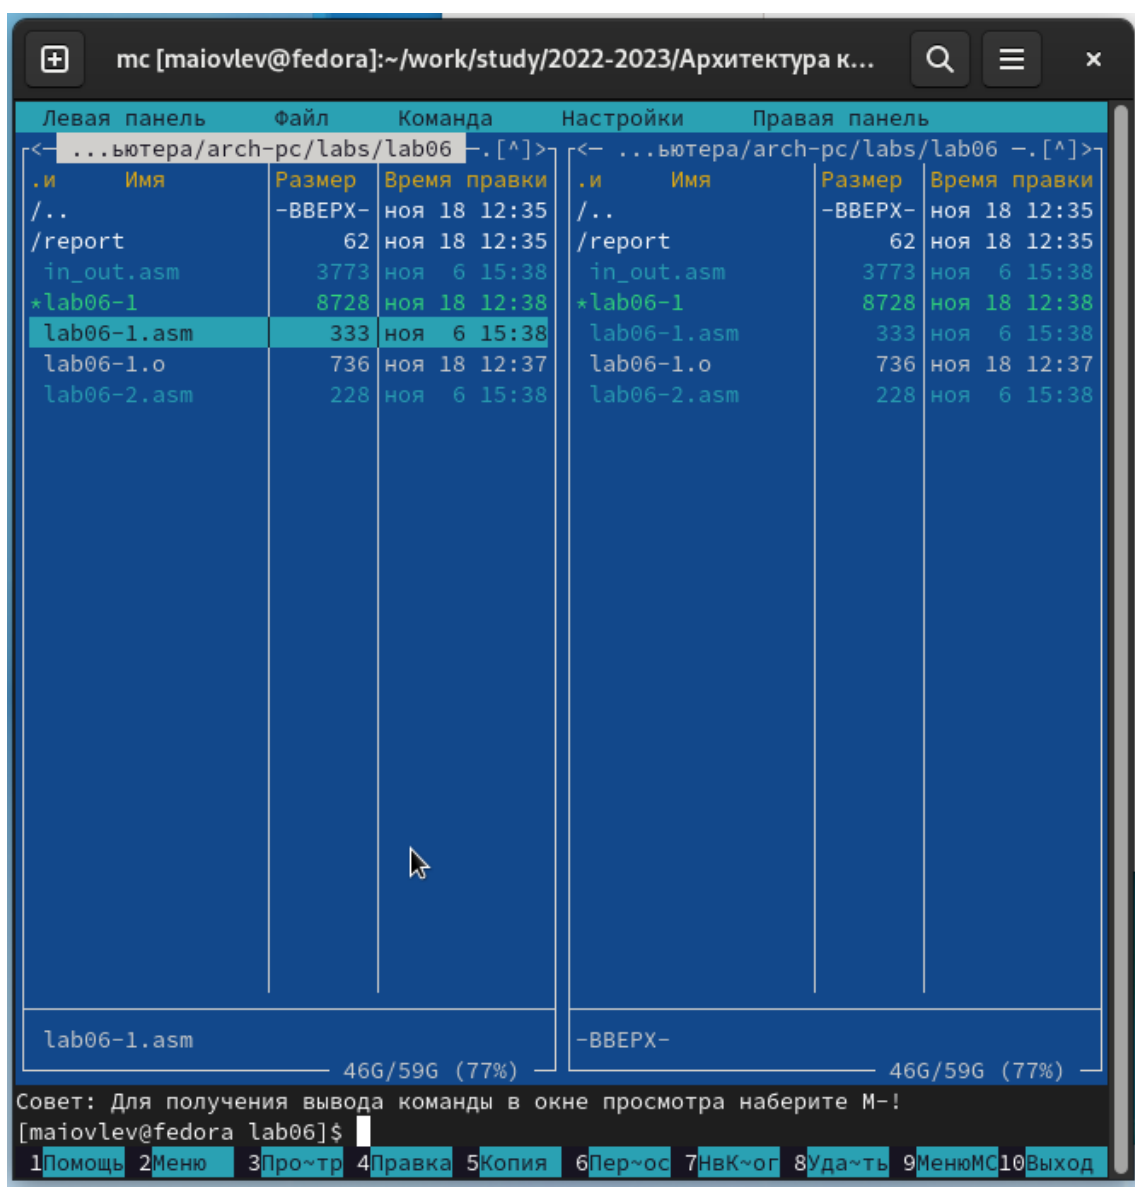 mc [maiovlev@fedora]:~/work/study/2022-2023/Архитектура к...
Левая панель Файл Команда Настройки Правая панель
<— ...ьютера/arch-pc/labs/lab06 —.[^]> <— ...ьютера/arch-pc/labs/lab06 —.[^]>
.и Имя Размер Время правки .и Имя Размер Время правки
/.. -ВВЕРХ- ноя 18 12:35 /.. -ВВЕРХ- ноя 18 12:35
/report 62 ноя 18 12:35 /report 62 ноя 18 12:35
in_out.asm 3773 ноя 6 15:38 in_out.asm 3773 ноя 6 15:38
*lab06-1 8728 ноя 18 12:38 *lab06-1 8728 ноя 18 12:38
lab06-1.asm 333 ноя 6 15:38 lab06-1.asm 333 ноя 6 15:38
lab06-1.o 736 ноя 18 12:37 lab06-1.o 736 ноя 18 12:37
lab06-2.asm 228 ноя 6 15:38 lab06-2.asm 228 ноя 6 15:38
lab06-1.asm -ВВЕРХ-
46G/59G (77%) 46G/59G (77%)
Совет: Для получения вывода команды в окне просмотра наберите M-!
[maiovlev@fedora lab06]$
1Помощь 2Меню 3Про~тр 4Правка 5Копия 6Пер~ос 7НвК~ог 8Уда~ть 9МенюMC 10Выход